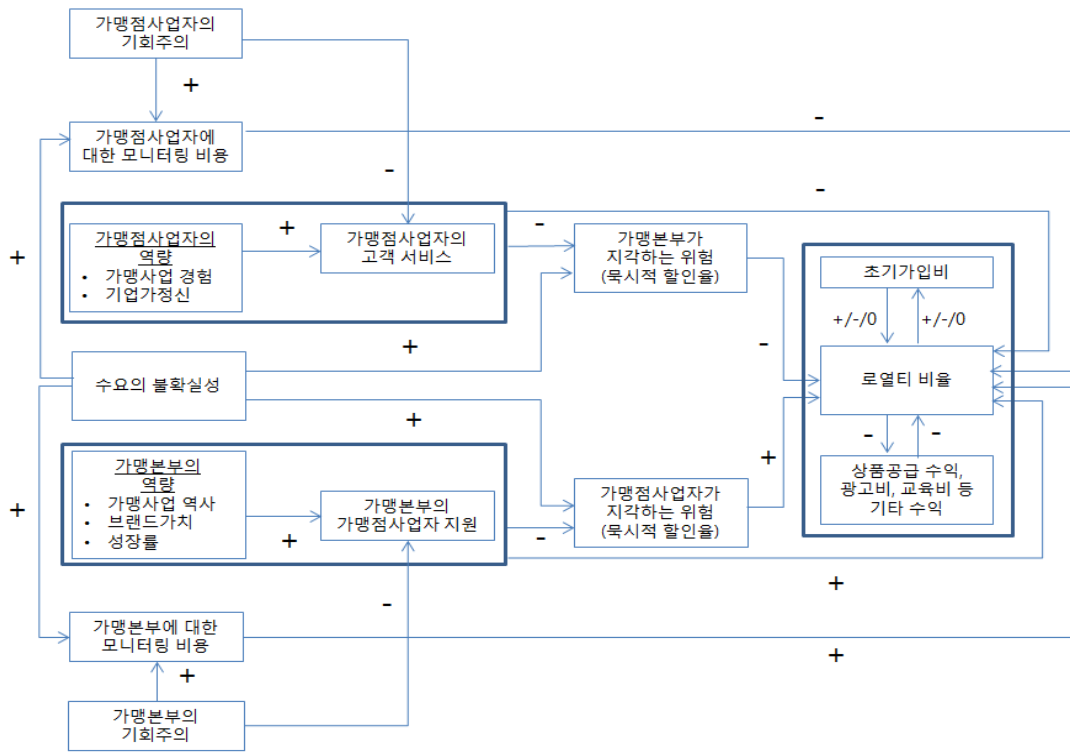 가맹점사업자의
기회주의
+
-
가맹점사업자에
대한 모니터링 비용
-
-
+
가맹점사업자의
역량
• 가맹사업 경험
• 기업가정신
+
가맹점사업자의
고객 서비스
-
가맹본부가
지각하는 위험
(묵시적 할인율)
초기가입비
+/-/0
+/-/0
+
-
수요의 불확실성
로열티 비율
+
+
-
-
가맹본부의
역량
• 가맹사업 역사
• 브랜드가치
• 성장률
+
가맹본부의
가맹점사업자 지원
-
가맹점사업자가
지각하는 위험
(묵시적 할인율)
상품공급 수익,
광고비, 교육비 등
기타 수익
+
-
+
가맹본부에 대한
모니터링 비용
+
+
가맹본부의
기회주의